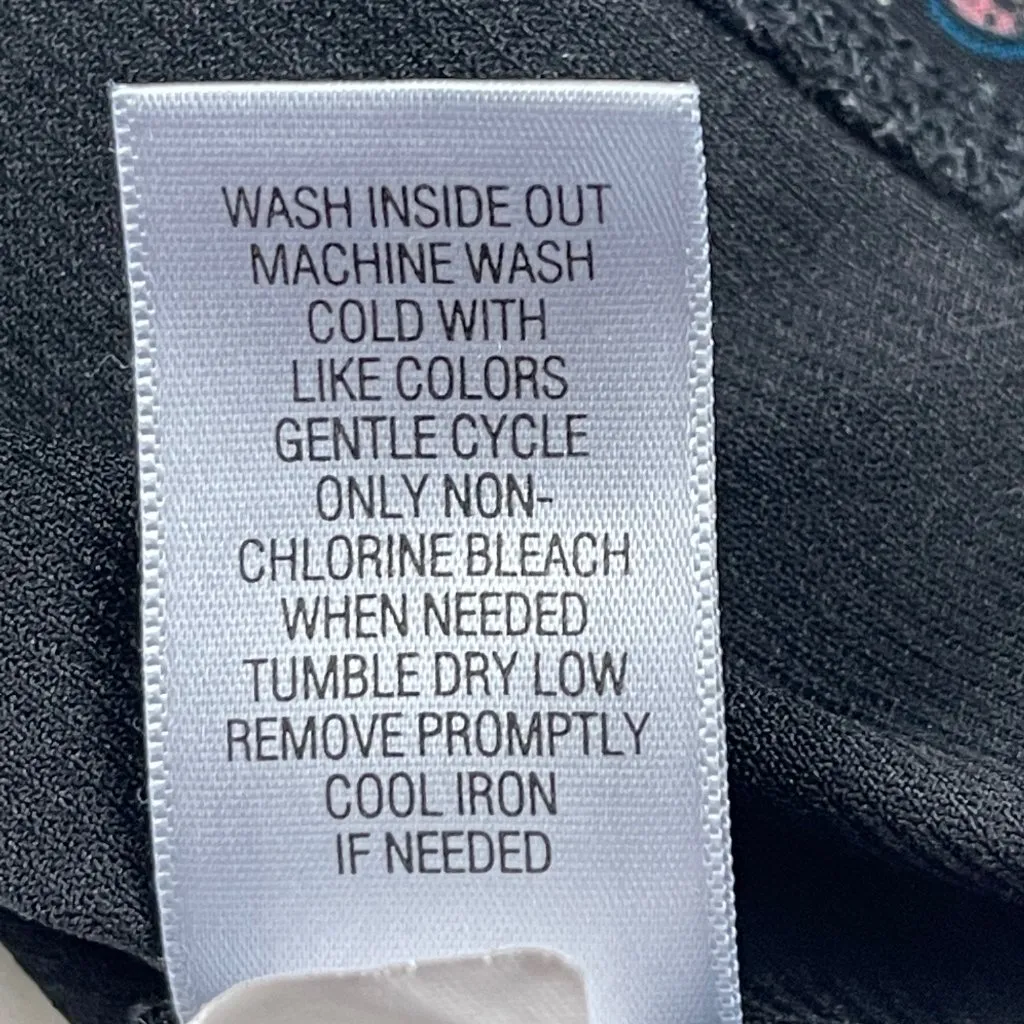 WASH INSIDE OUT
MACHINE WASH
COLD WITH
LIKE COLORS
GENTLE CYCLE
ONLY NON-
CHLORINE BLEACH
WHEN NEEDED
TUMBLE DRY LOW
REMOVE PROMPTLY
COOL IRON
IF NEEDED